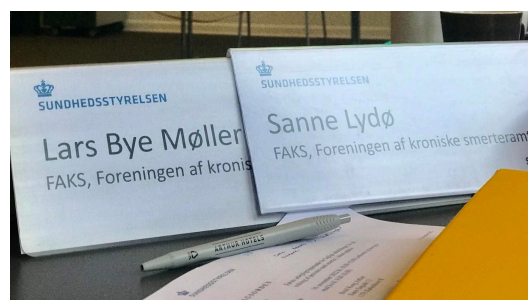 SUNDHEDSSTYRELSEN
Lars Bye Møller
FAKS, Foreningen af kronis
SUNDHEDSSTYRELSEN
Sanne Lydø
FAKS, Foreningen af kroniske smerteramt
ARTHUR HOTELS
SUNDHEDSSTYRELSEN